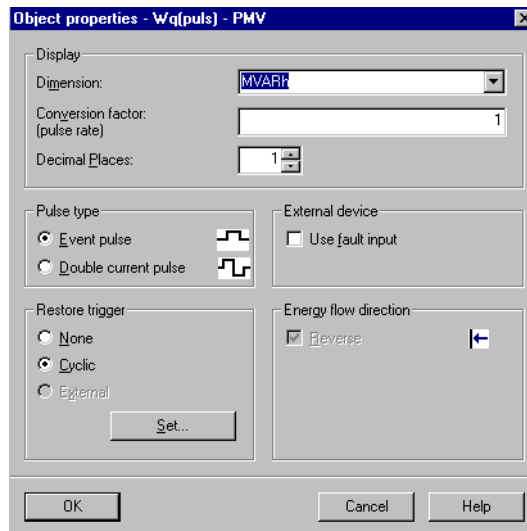 Object properties - Wq(puls) - PMV
Display
Dimension: MVARh
Conversion factor:
(pulse rate) 1
Decimal Places: 1
Pulse type
Event pulse
Double current pulse
External device
Use fault input
Restore trigger
None
Cyclic
External
Set...
Energy flow direction
Reverse
OK Cancel Help